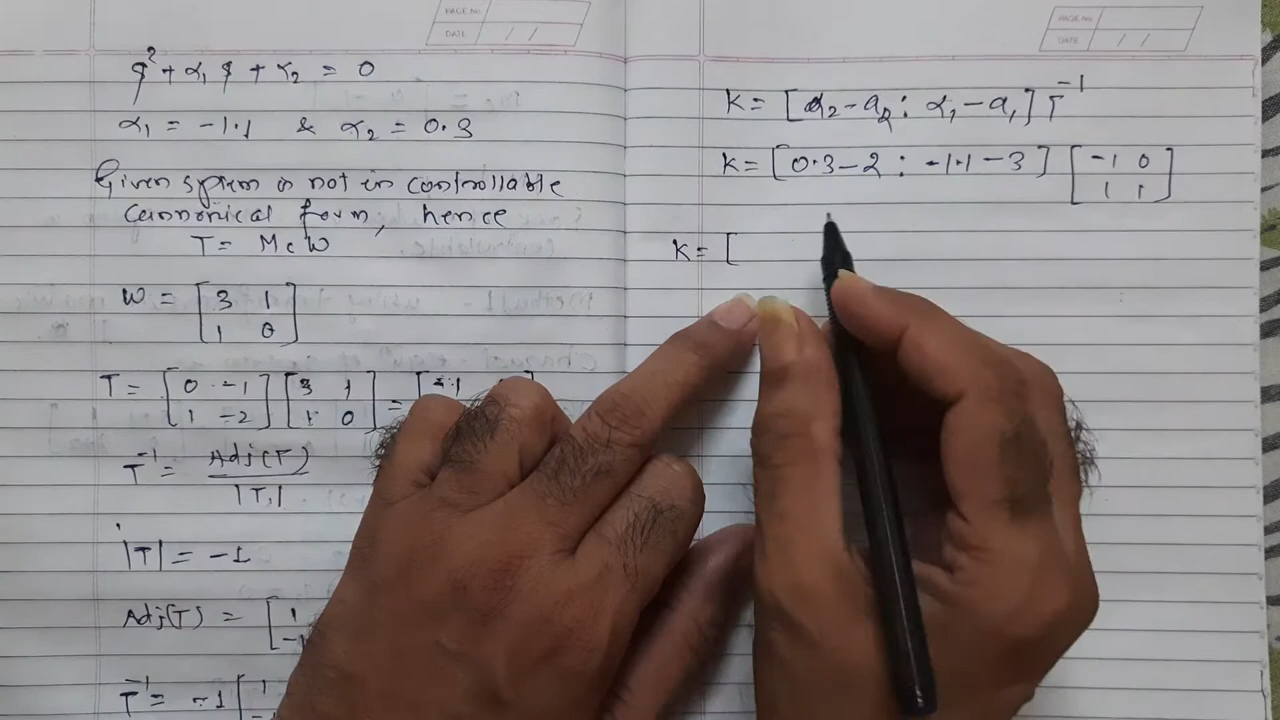 PAGE No:
DATE / /
z² + α₁ z + α₂ = 0
α₁ = -1.1 & α₂ = 0.3
Given system is not in controllable
cannonical form, hence
T = Mc W
W = [3 1
1 0]
T = [0 -1 [3 1 =
1 -2] 1 0]
T⁻¹ = Adj(T)
|T|
|T| = -1
Adj(T) = [1
-1
T⁻¹ = -1 [1
PAGE No:
DATE / /
K = [α₂ - a₂ : α₁ - a₁] T⁻¹
K = [0.3 - 2 : -1.1 - 3] [-1 0
1 1]
K = [